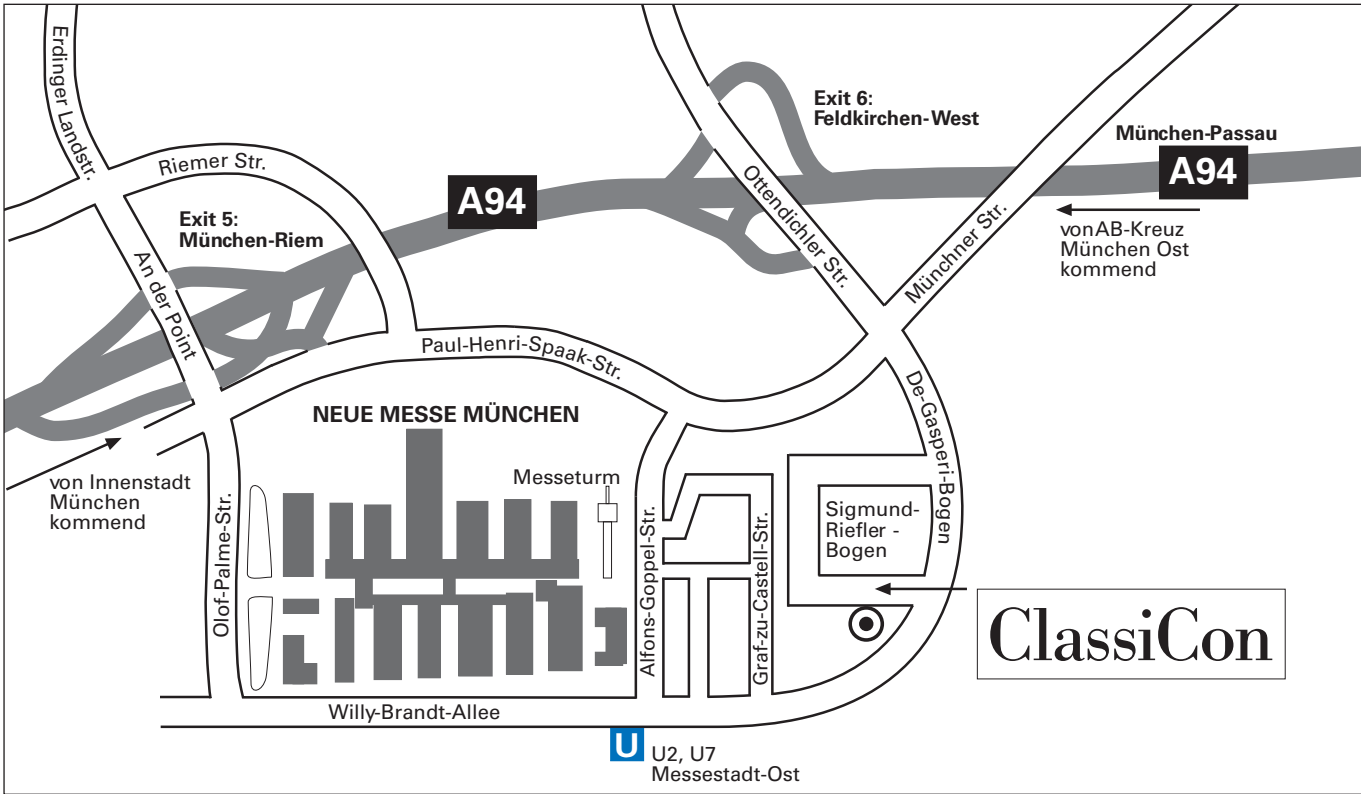 Erdinger Landstr.
Riemer Str.
Exit 5:
München-Riem
An der Point
A94
Exit 6:
Feldkirchen-West
Ottendichler Str.
München-Passau
A94
vonAB-Kreuz
München Ost
kommend
Münchner Str.
Paul-Henri-Spaak-Str.
De-Gasperi-Bogen
von Innenstadt
München
kommend
NEUE MESSE MÜNCHEN
Messeturm
Olof-Palme-Str.
Alfons-Goppel-Str.
Graf-zu-Castell-Str.
Sigmund-
Riefler -
Bogen
ClassiCon
Willy-Brandt-Allee
U
U2, U7
Messestadt-Ost